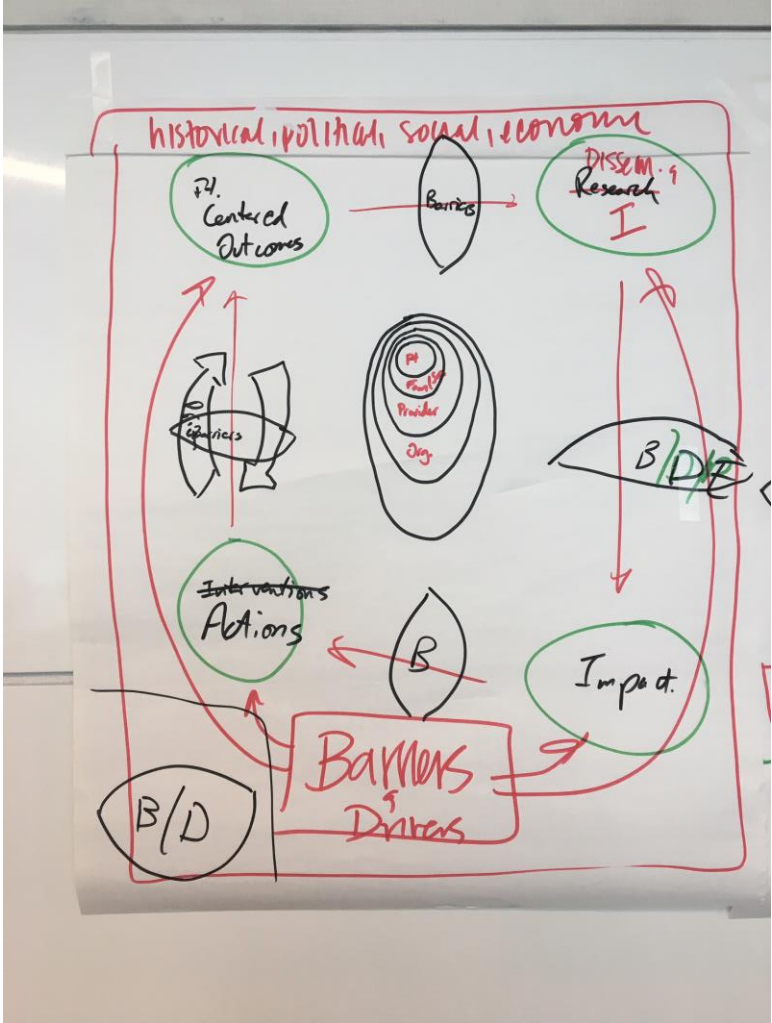 historical, political, social, economic
Pt.
Centered
Outcomes
Barriers
Dissem. &
Research
I
Pt
Family
Provider
Org.
Barriers
B/D/E
Interventions
Actions
B
Impact.
Barriers
&
Drivers
B/D